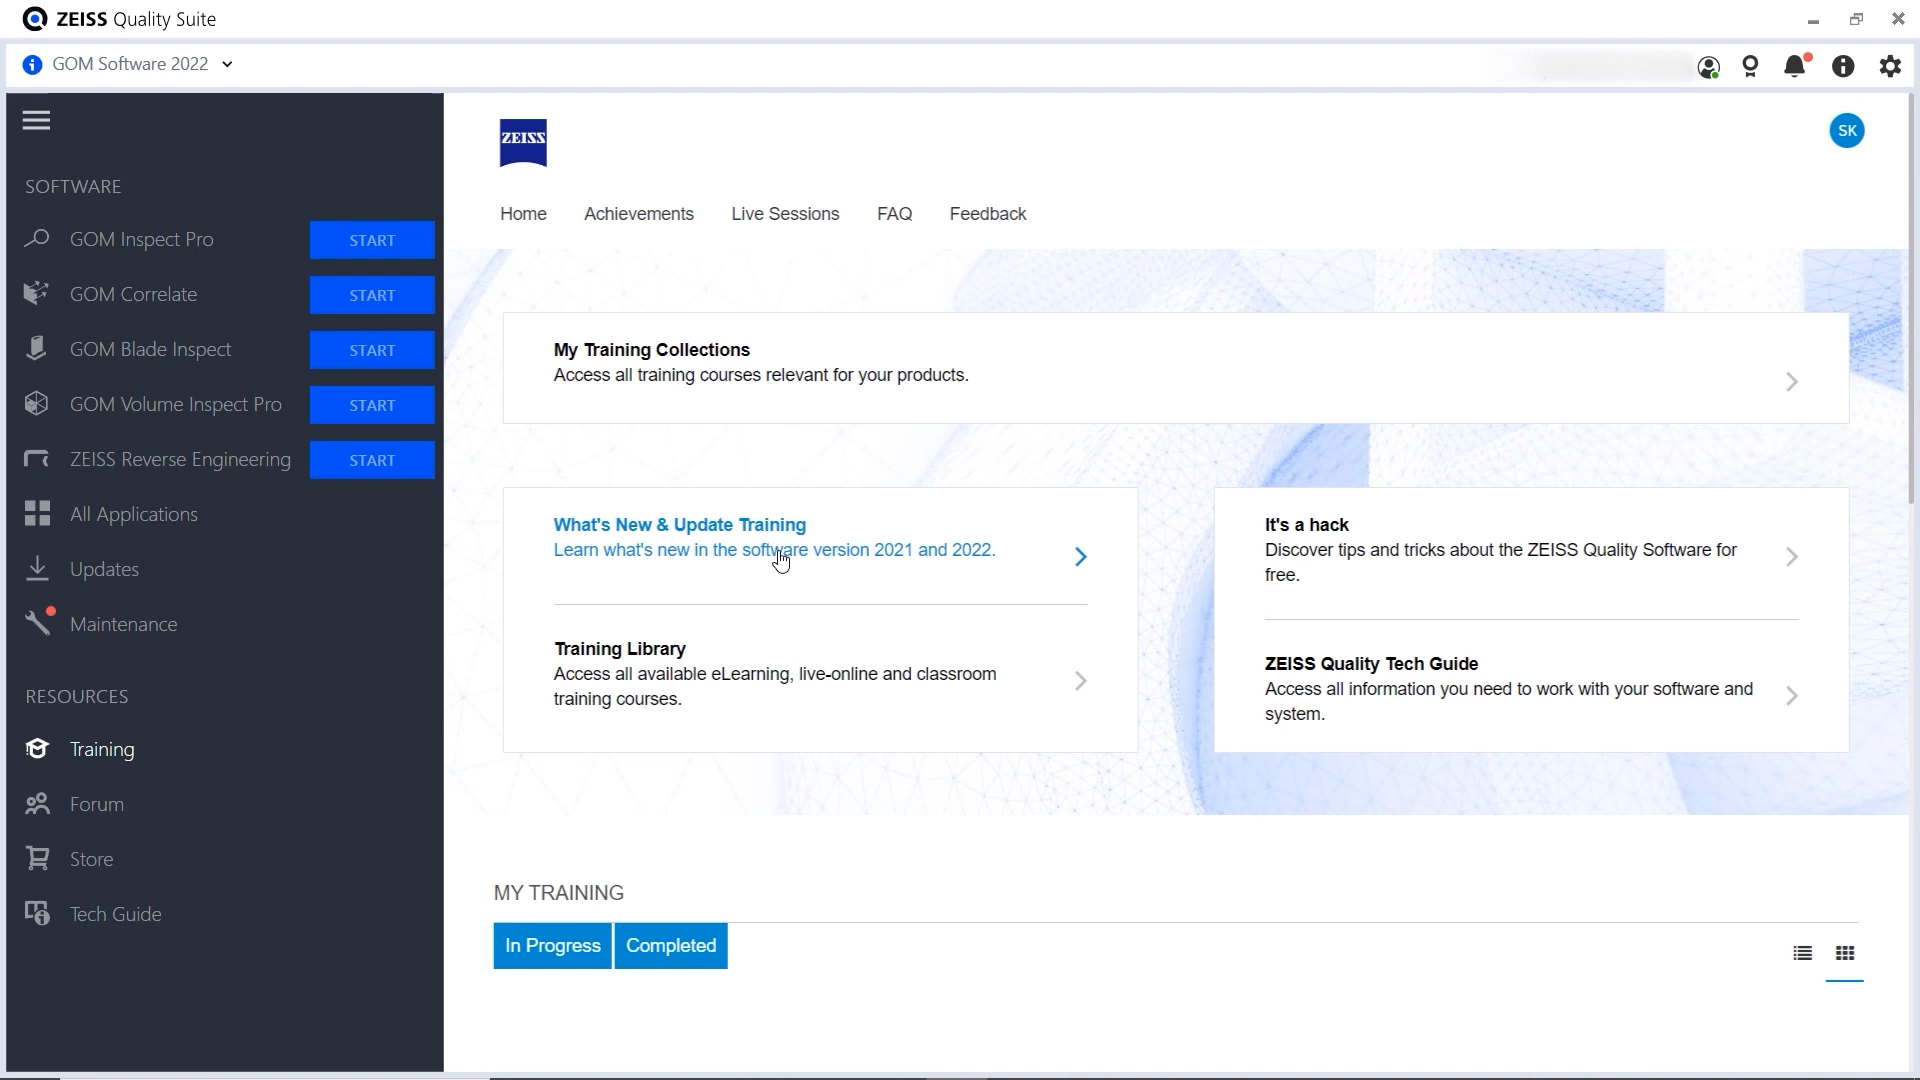 ZEISS Quality Suite
GOM Software 2022
SOFTWARE
GOM Inspect Pro START
GOM Correlate START
GOM Blade Inspect START
GOM Volume Inspect Pro START
ZEISS Reverse Engineering START
All Applications
Updates
Maintenance
RESOURCES
Training
Forum
Store
Tech Guide
ZEISS
SK
Home Achievements Live Sessions FAQ Feedback
My Training Collections
Access all training courses relevant for your products.
What's New & Update Training
Learn what's new in the software version 2021 and 2022.
Training Library
Access all available eLearning, live-online and classroom
training courses.
It's a hack
Discover tips and tricks about the ZEISS Quality Software for
free.
ZEISS Quality Tech Guide
Access all information you need to work with your software and
system.
MY TRAINING
In Progress Completed